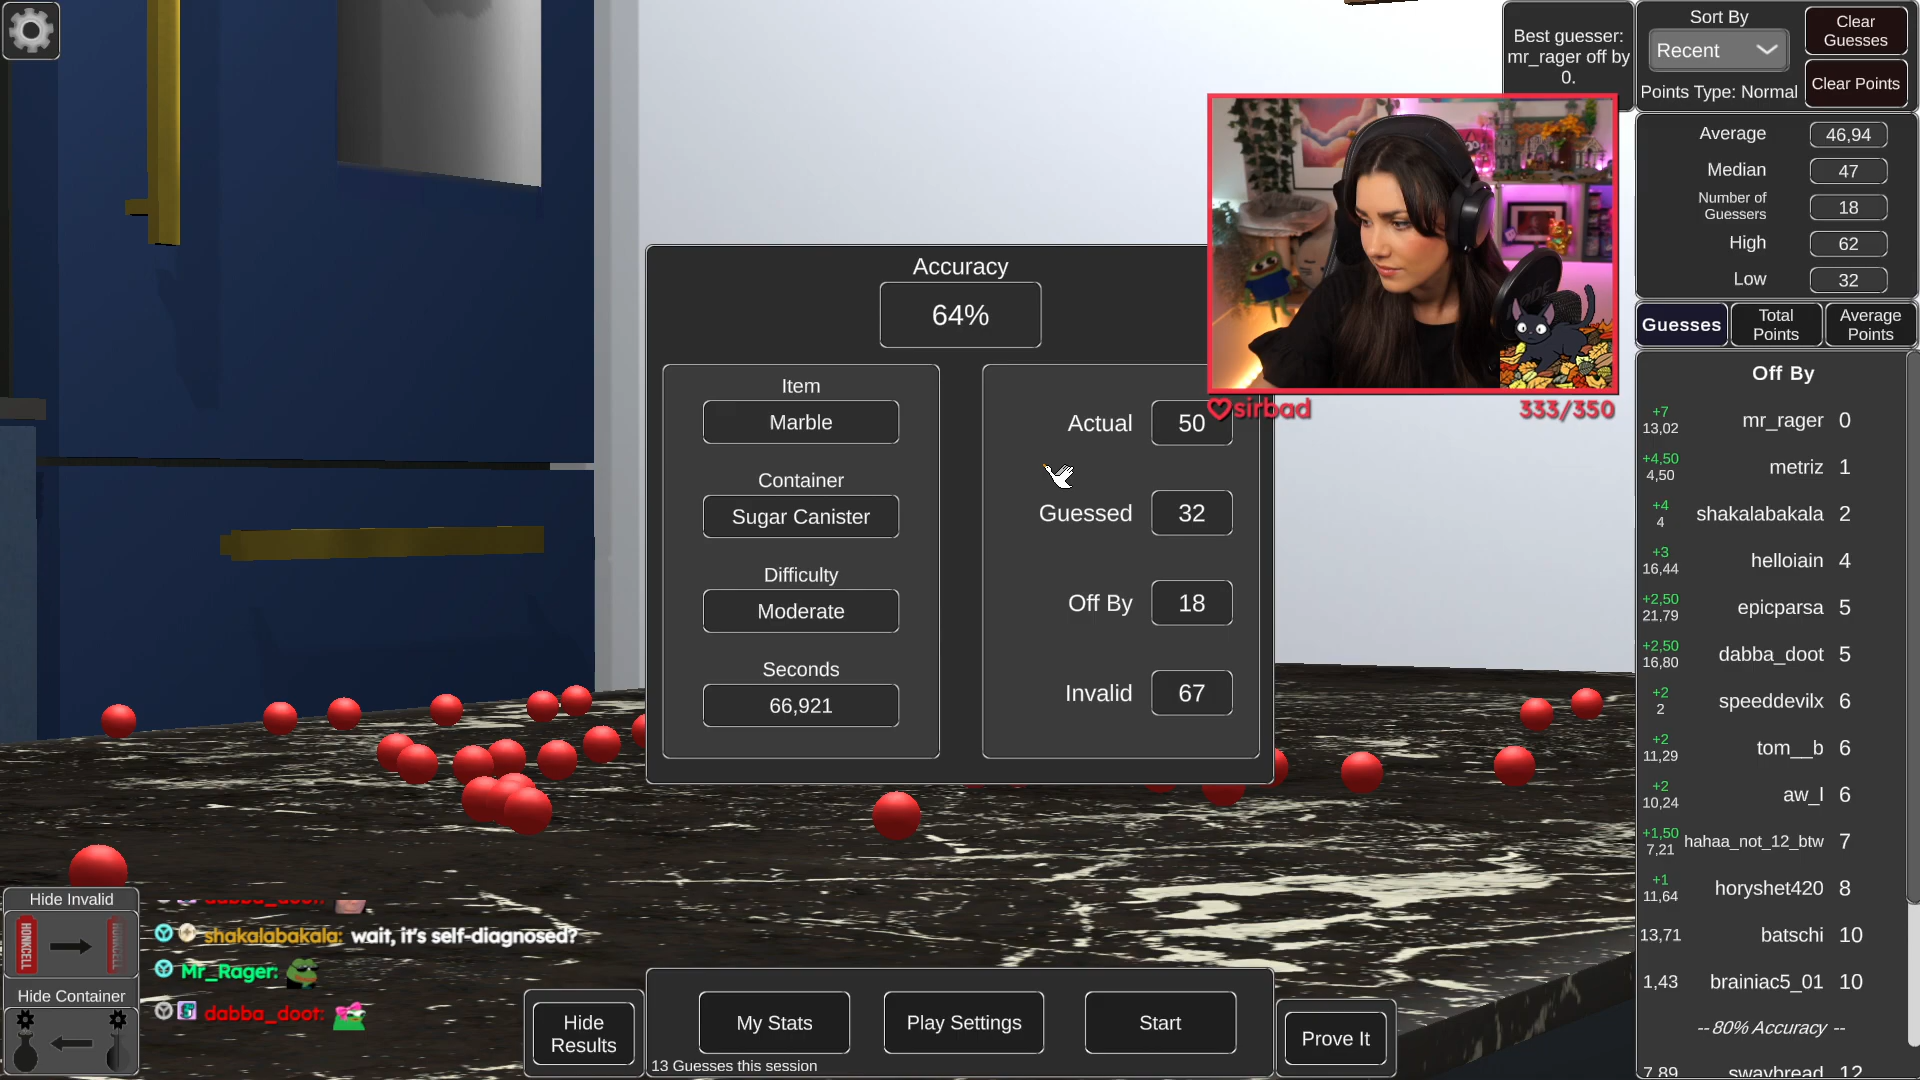 Best guesser:
mr_rager off by
0.
Sort By
Recent
Points Type: Normal
Clear
Guesses
Clear Points
Average
46,94
Median
47
Number of
Guessers
18
High
62
Low
32
Guesses
Total
Points
Average
Points
Off By
+7
13,02
mr_rager 0
+4,50
4,50
metriz 1
+4
4
shakalabakala 2
+3
16,44
helloiain 4
+2,50
21,79
epicparsa 5
+2,50
16,80
dabba_doot 5
+2
2
speeddevilx 6
+2
11,29
tom__b 6
+2
10,24
aw_l 6
+1,50
7,21
hahaa_not_12_btw 7
+1
11,64
horyshet420 8
13,71 batschi 10
1,43 brainiac5_01 10
-- 80% Accuracy --
7,89 swaybread 12
sirbad
333/350
Accuracy
64%
Item
Marble
Container
Sugar Canister
Difficulty
Moderate
Seconds
66,921
Actual 50
Guessed 32
Off By 18
Invalid 67
Hide Invalid
HONKCELL
Hide Container
dabba_doot:
shakalabakala: wait, it's self-diagnosed?
Mr_Rager:
dabba_doot:
Hide
Results
My Stats
Play Settings
Start
Prove It
13 Guesses this session